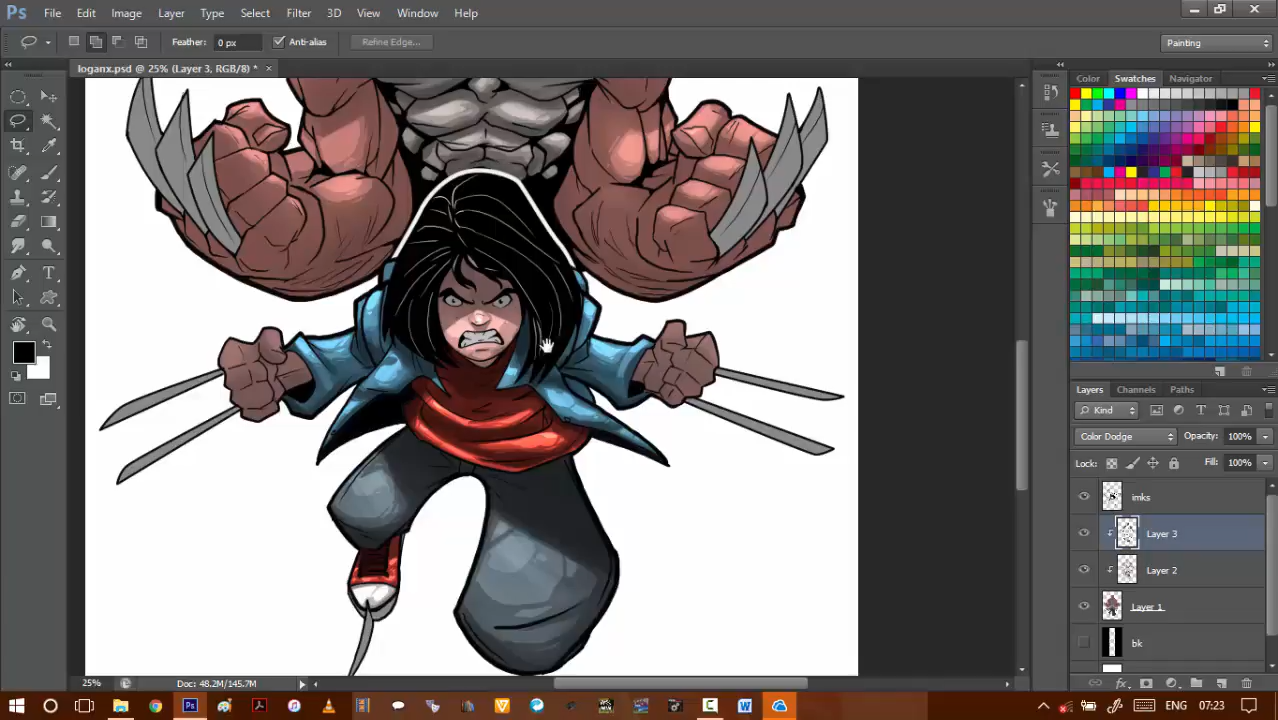 Ps File Edit Image Layer Type Select Filter 3D View Window Help
Feather: 0 px Anti-alias Refine Edge... Painting
loganx.psd @ 25% (Layer 3, RGB/8) * ×
Color Swatches Navigator
Layers Channels Paths
Kind
Color Dodge Opacity: 100%
Lock: Fill: 100%
imks
Layer 3
Layer 2
Layer 1
bk
25% Doc: 48.2M/145.7M
ENG 07:23